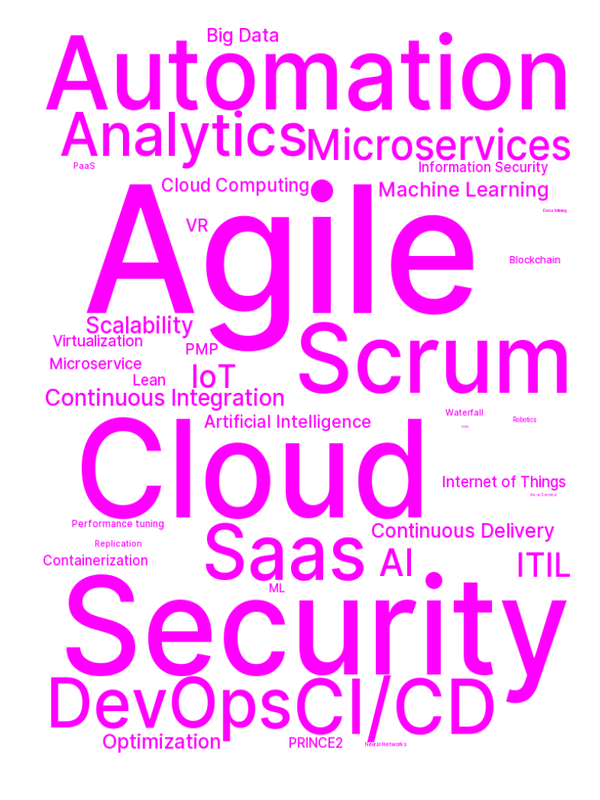 Big Data
Automation
Analytics
Microservices
PaaS
Information Security
Cloud Computing
Machine Learning
Data Mining
Agile
VR
Blockchain
Scalability
Virtualization
PMP
Scrum
Microservice
Lean
IoT
Continuous Integration
Waterfall
Artificial Intelligence
Robotics
Cloud
Internet of Things
Performance tuning
Saas
Continuous Delivery
Replication
Containerization
AI
ITIL
ML
Security
DevOps
CI/CD
Optimization
PRINCE2
Neural Networks